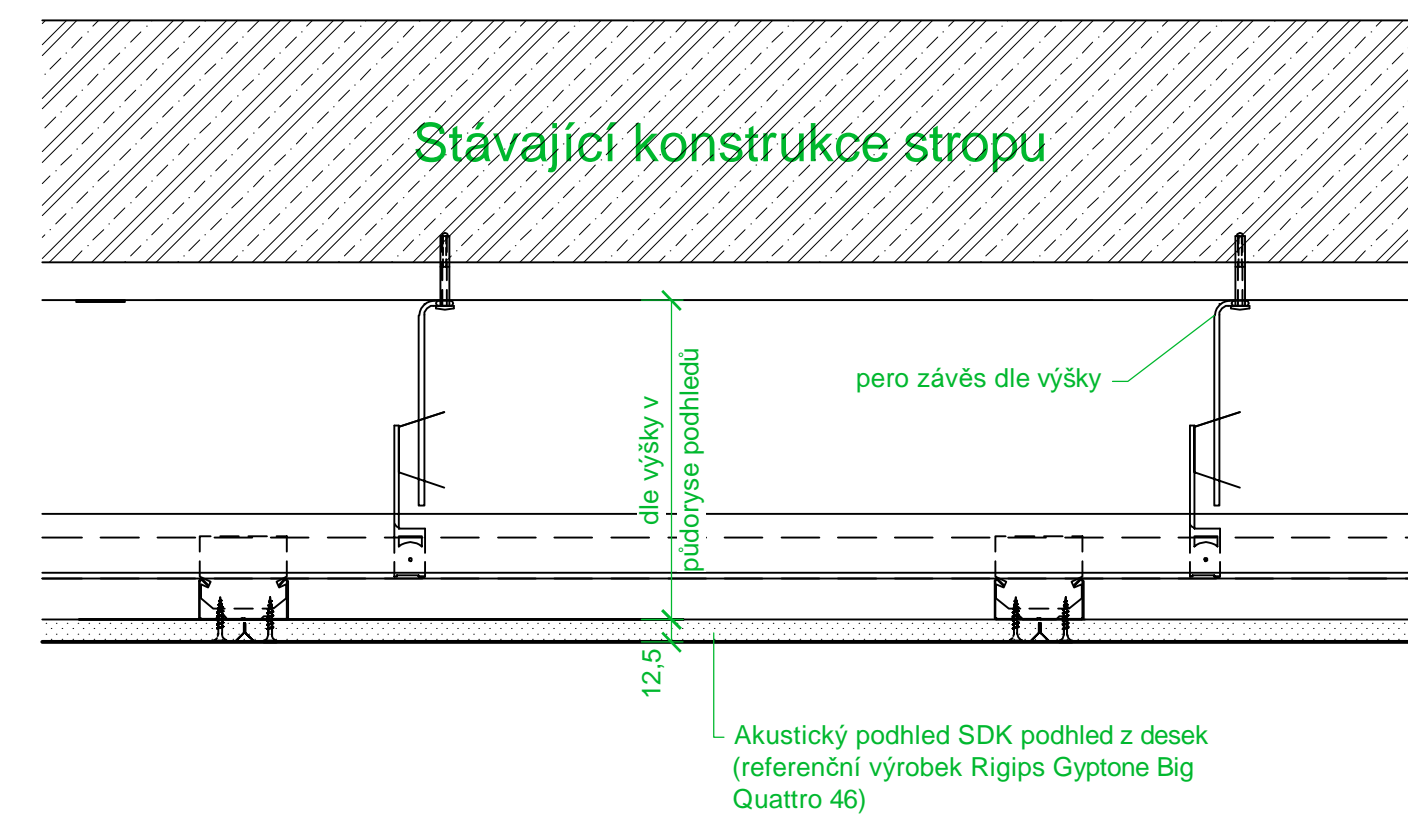 Stávající konstrukce stropu
pero závěs dle výšky
dle výšky v
půdoryse podhledů
12,5
Akustický podhled SDK podhled z desek
(referenční výrobek Rigips Gyptone Big
Quattro 46)